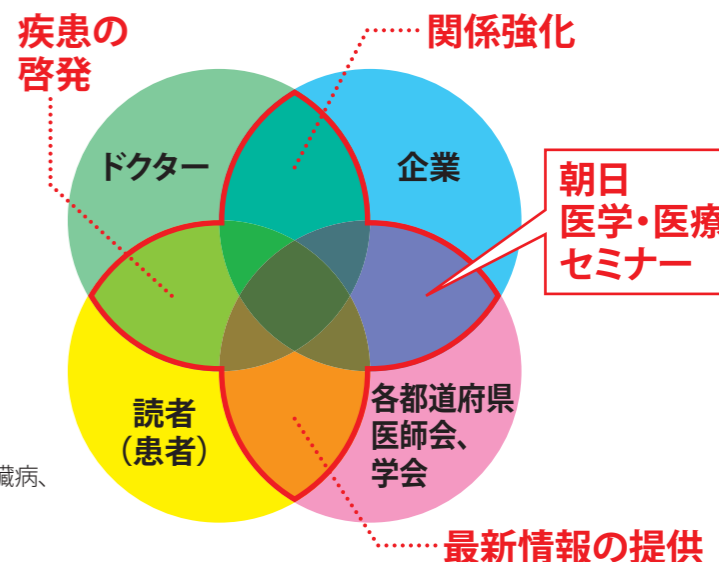 疾患の
啓発
関係強化
ドクター
企業
朝日
医学・医療
セミナー
読者
（患者）
各都道府県
医師会、
学会
臓病、
最新情報の提供